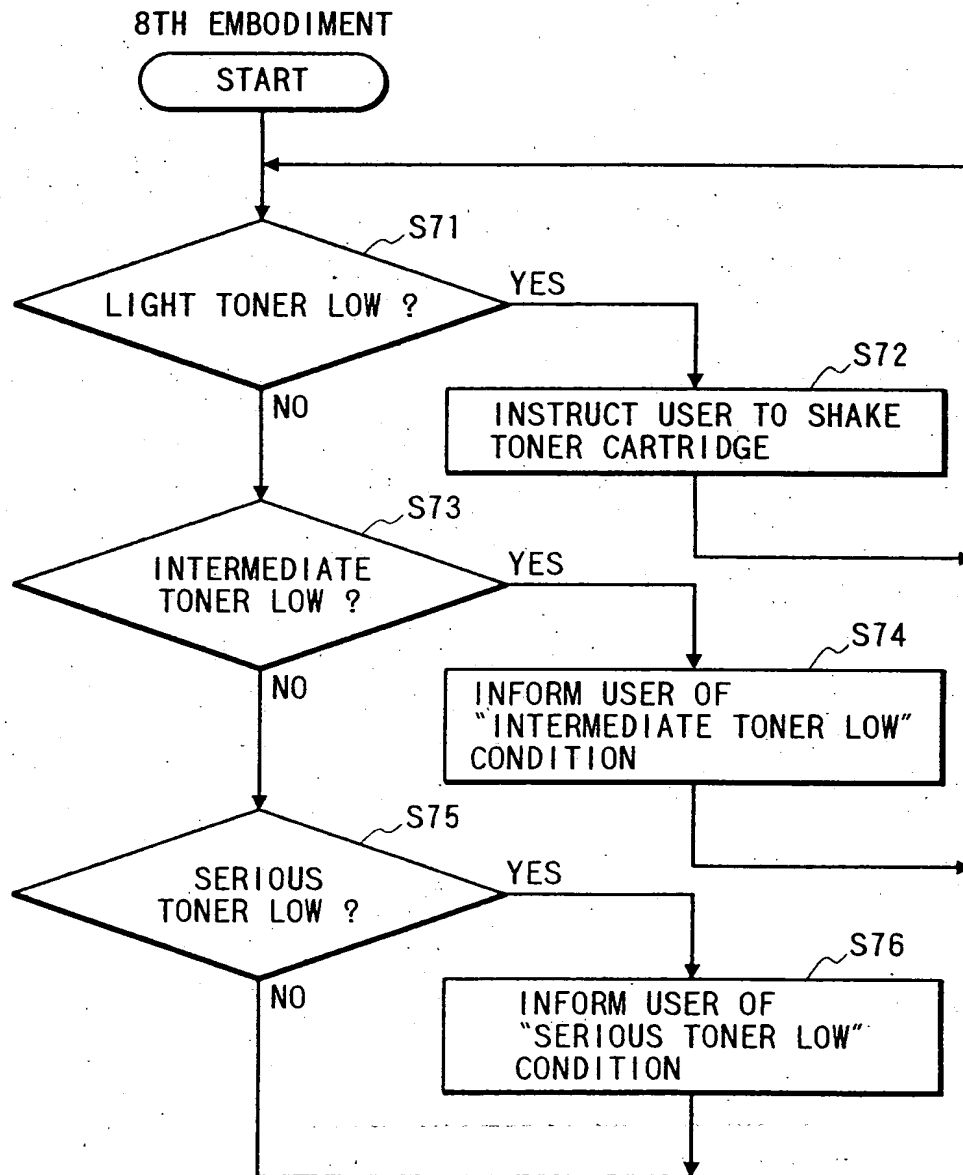 8TH EMBODIMENT
START
S71
LIGHT TONER LOW ?
YES
NO
S72
INSTRUCT USER TO SHAKE
TONER CARTRIDGE
S73
INTERMEDIATE
TONER LOW ?
YES
NO
S74
INFORM USER OF
"INTERMEDIATE TONER LOW"
CONDITION
S75
SERIOUS
TONER LOW ?
YES
NO
S76
INFORM USER OF
"SERIOUS TONER LOW"
CONDITION